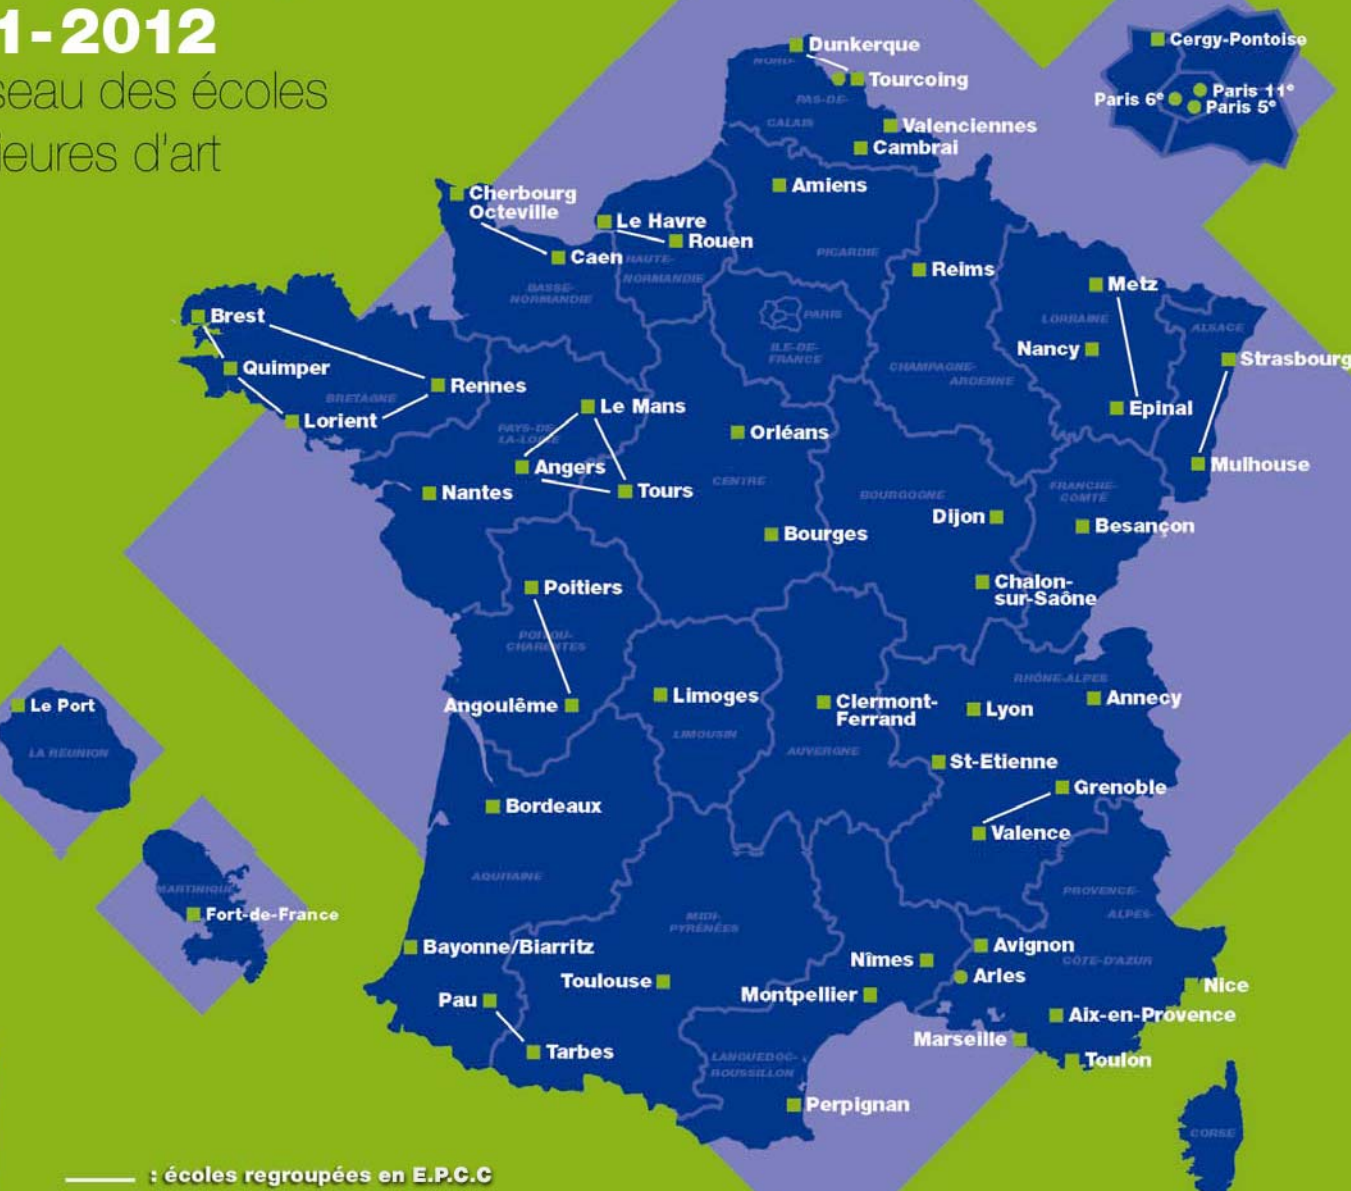 1-2012
seau des écoles
ieures d'art
Dunkerque
Tourcoing
Valenciennes
Cambrai
Amiens
NORD-
PAS-DE-
CALAIS
Cergy-Pontoise
Paris 11e
Paris 6e
Paris 5e
Cherbourg
Octeville
Le Havre
Rouen
Caen
HAUTE-
NORMANDIE
BASSE-
NORMANDIE
PICARDIE
Reims
Metz
LORRAINE
ALSACE
Nancy
Strasbourg
Epinal
Mulhouse
PARIS
ILE-DE-
FRANCE
CHAMPAGNE-
ARDENNE
Brest
Quimper
Rennes
BRETAGNE
Lorient
Le Mans
PAYS-DE-
LA-LOIRE
Angers
Nantes
Tours
Orléans
CENTRE
Bourges
BOURGOGNE
Dijon
FRANCHE-
COMTÉ
Besançon
Chalon-
sur-Saône
Poitiers
POITOU-
CHARENTES
Angoulême
Limoges
LIMOUSIN
Clermont-
Ferrand
AUVERGNE
RHÔNE-ALPES
Lyon
Annecy
St-Etienne
Grenoble
Valence
Le Port
LA RÉUNION
MARTINIQUE
Fort-de-France
Bordeaux
AQUITAINE
MIDI-
PYRÉNÉES
PROVENCE-
ALPES-
CÔTE-D'AZUR
Bayonne/Biarritz
Toulouse
Pau
Tarbes
Nîmes
Avignon
Arles
Montpellier
Nice
Aix-en-Provence
Marseille
Toulon
LANGUEDOC-
ROUSSILLON
Perpignan
CORSE
: écoles regroupées en E.P.C.C